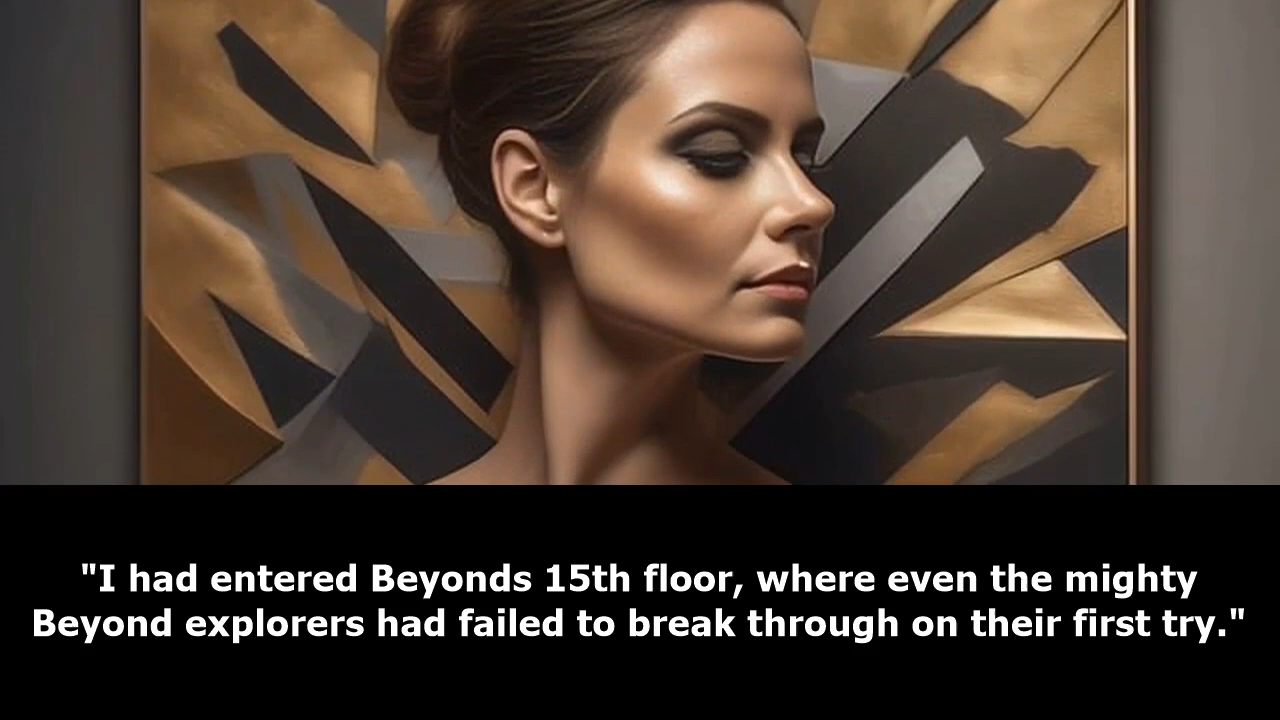 "I had entered Beyonds 15th floor, where even the mighty
Beyond explorers had failed to break through on their first try."